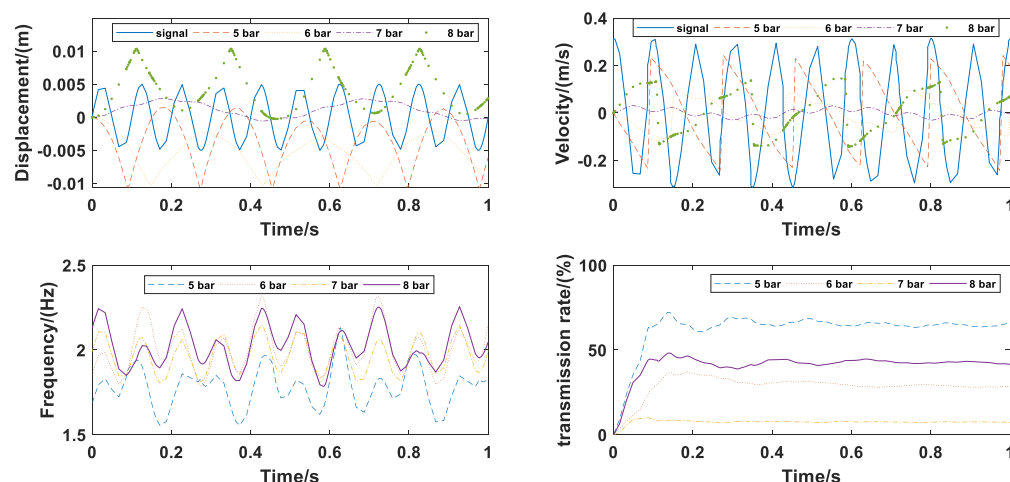 signal 5 bar 6 bar 7 bar 8 bar
Displacement/(m)
0.01
0.005
0
-0.005
-0.01
0 0.2 0.4 0.6 0.8 1
Time/s
signal 5 bar 6 bar 7 bar 8 bar
Velocity/(m/s)
0.4
0.2
0
-0.2
0 0.2 0.4 0.6 0.8 1
Time/s
5 bar 6 bar 7 bar 8 bar
Frequency/(Hz)
2.5
2
1.5
0 0.2 0.4 0.6 0.8 1
Time/s
5 bar 6 bar 7 bar 8 bar
transmission rate/(%)
100
50
0
0 0.2 0.4 0.6 0.8 1
Time/s